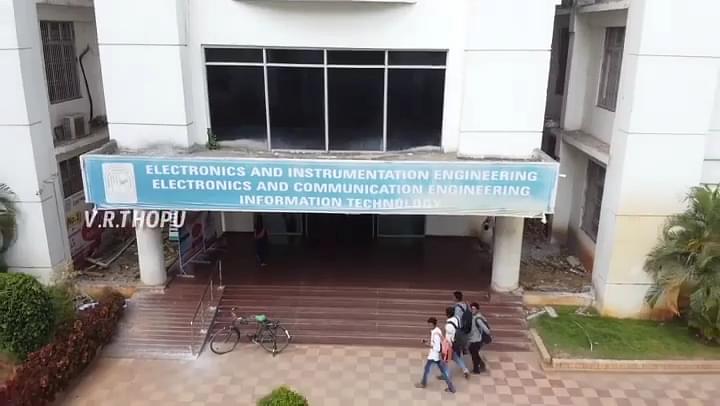 ELECTRONICS AND INSTRUMENTATION ENGINEERING
ELECTRONICS AND COMMUNICATION ENGINEERING
INFORMATION TECHNOLOGY
V.R.THOPU